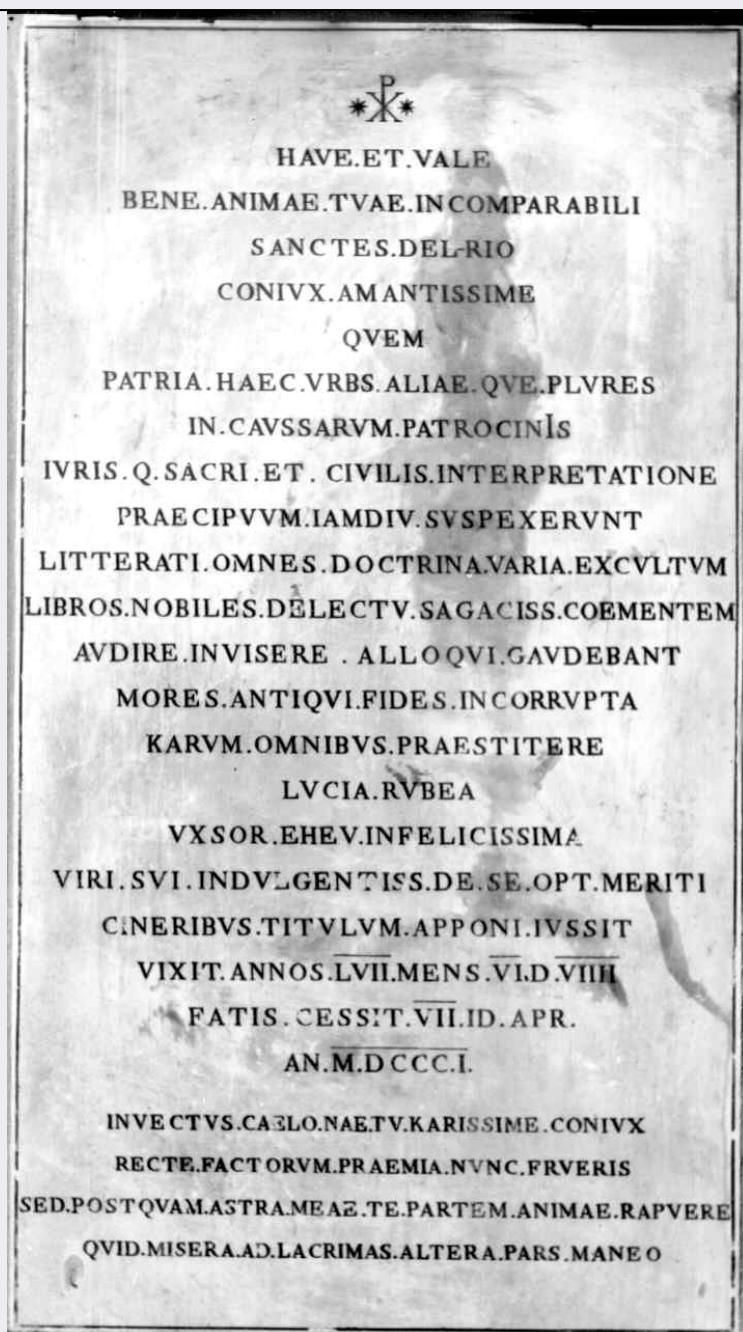 HAVE.ET.VALE
BENE.ANIMAE.TVAE.INCOMPARABILI
SANCTES.DEL-RIO
CONIVX.AMANTISSIME
QVEM
PATRIA.HAEC.VRBS.ALIAE.QVE.PLVRES
IN.CAVSSARVM.PATROCINIS
IVRIS.Q.SACRI.ET.CIVILIS.INTERPRETATIONE
PRAECIPVVM.IAMDIV.SVSPEXERVNT
LITTERATI.OMNES.DOCTRINA.VARIA.EXCVLTVM
LIBROS.NOBILES.DELECTV.SAGACISS.COEMENTEM
AVDIRE.INVISERE.ALLOQVI.GAVDEBANT
MORES.ANTIQVI.FIDES.INCORRVPTA
KARVM.OMNIBVS.PRAESTITERE
LVCIA.RVBEA
VXSOR.EHEV.INFELICISSIMA
VIRI.SVI.INDVLGENTISS.DE.SE.OPT.MERITI
CINERIBVS.TITVLVM.APPONI.IVSSIT
VIXIT.ANNOS.LVII.MENS.VI.D.VIIII
FATIS.CESSIT.VII.ID.APR.
AN.M.DCCC.I.
INVECTVS.CAELO.NAE.TV.KARISSIME.CONIVX
RECTE.FACTORVM.PRAEMIA.NVNC.FRVERIS
SED.POSTQVAM.ASTRA.MEAE.TE.PARTEM.ANIMAE.RAPVERE
QVID.MISERA.AD.LACRIMAS.ALTERA.PARS.MANEO